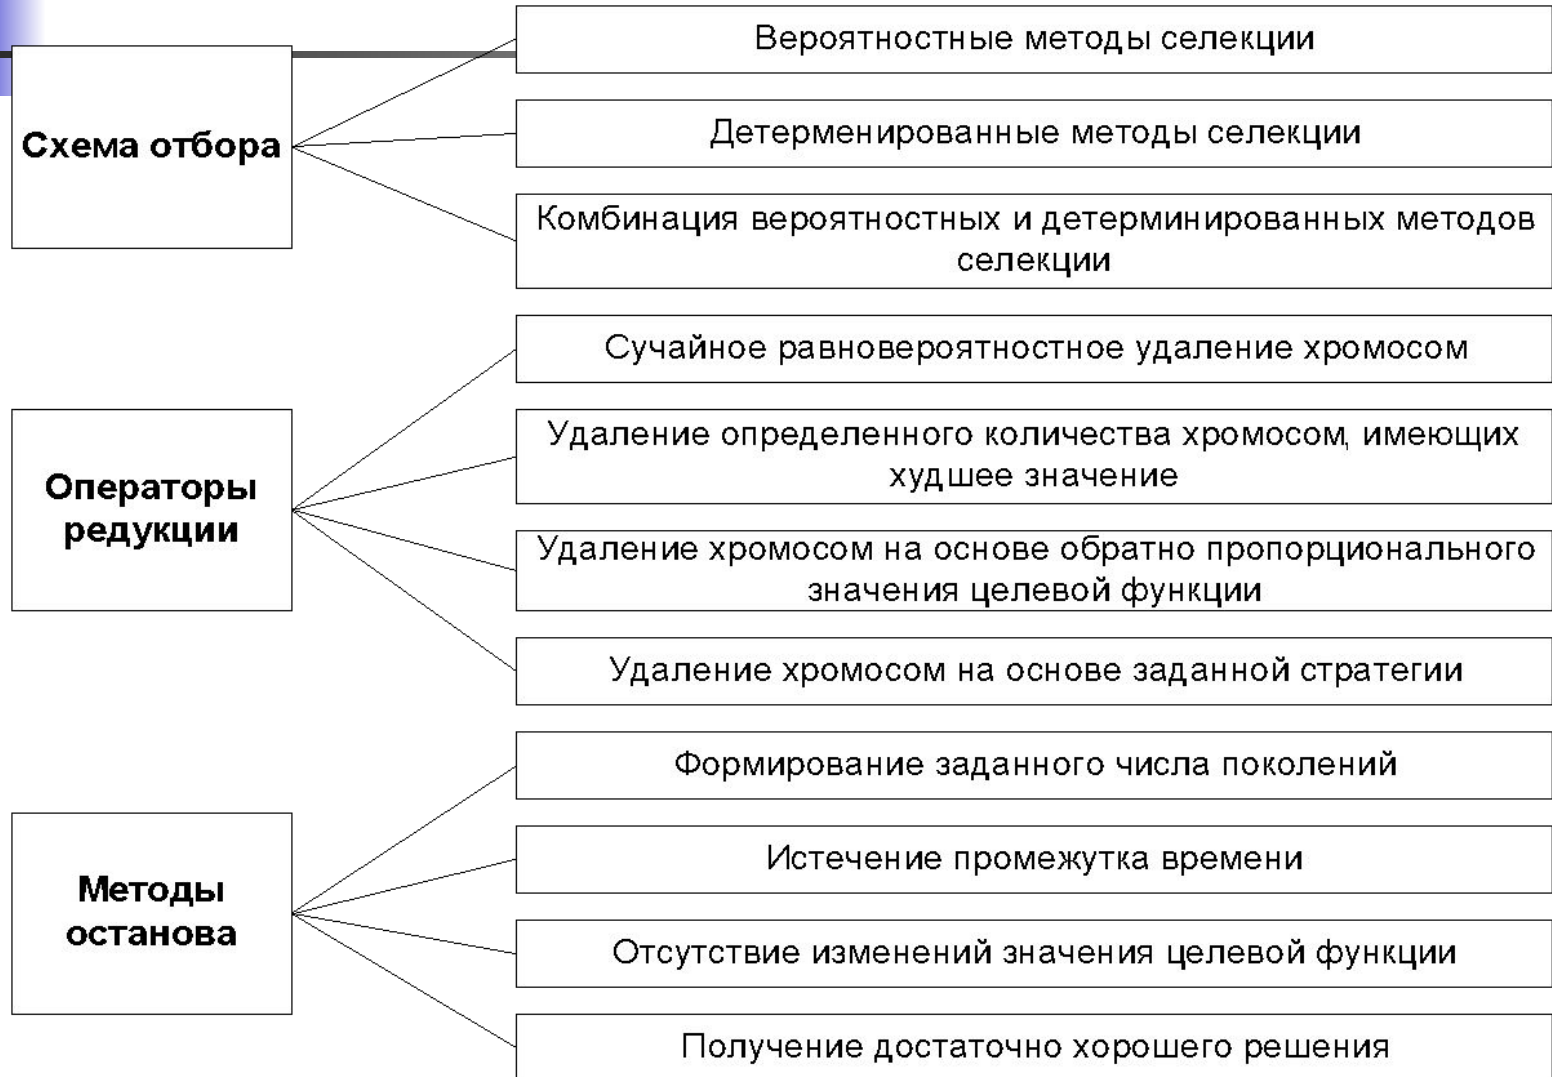 Схема отбора
Вероятностные методы селекции
Детерменированные методы селекции
Комбинация вероятностных и детерминированных методов
селекции
Операторы
редукции
Сучайное равновероятностное удаление хромосом
Удаление определенного количества хромосом, имеющих
худшее значение
Удаление хромосом на основе обратно пропорционального
значения целевой функции
Удаление хромосом на основе заданной стратегии
Методы
останова
Формирование заданного числа поколений
Истечение промежутка времени
Отсутствие изменений значения целевой функции
Получение достаточно хорошего решения